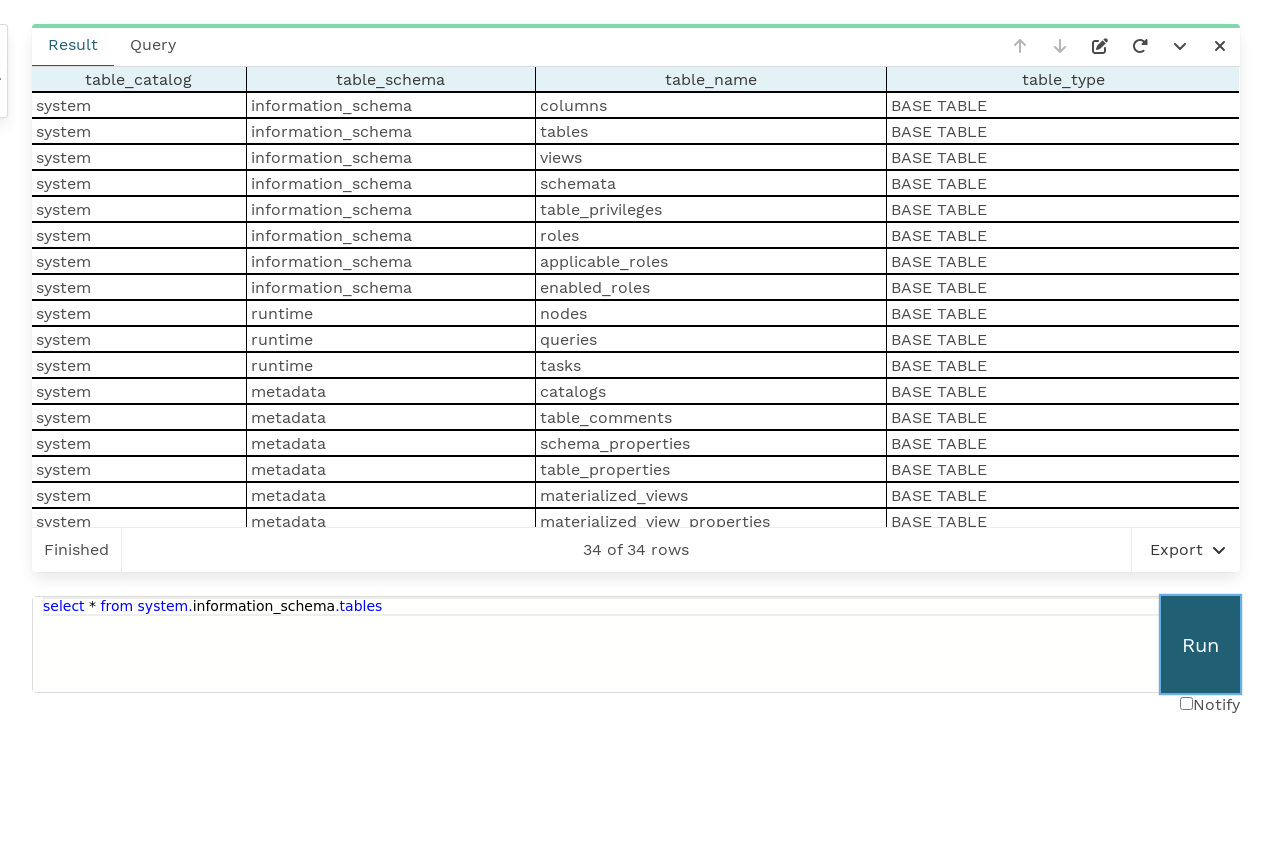 Result Query
table_catalog table_schema table_name table_type
system information_schema columns BASE TABLE
system information_schema tables BASE TABLE
system information_schema views BASE TABLE
system information_schema schemata BASE TABLE
system information_schema table_privileges BASE TABLE
system information_schema roles BASE TABLE
system information_schema applicable_roles BASE TABLE
system information_schema enabled_roles BASE TABLE
system runtime nodes BASE TABLE
system runtime queries BASE TABLE
system runtime tasks BASE TABLE
system metadata catalogs BASE TABLE
system metadata table_comments BASE TABLE
system metadata schema_properties BASE TABLE
system metadata table_properties BASE TABLE
system metadata materialized_views BASE TABLE
system metadata materialized_view_properties BASE TABLE
Finished 34 of 34 rows Export
select * from system.information_schema.tables
Run
Notify